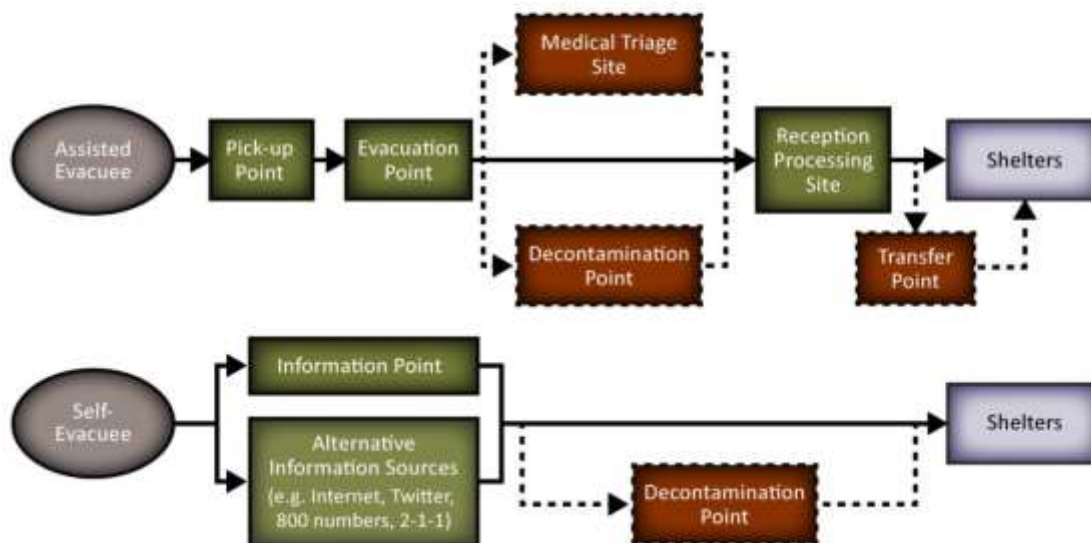 Medical Triage
Site
Assisted
Evacuee
Pick-up
Point
Evacuation
Point
Reception
Processing
Site
Shelters
Decontamination
Point
Transfer
Point
Information Point
Self-
Evacuee
Alternative
Information Sources
(e.g. Internet, Twitter,
800 numbers, 2-1-1)
Shelters
Decontamination
Point